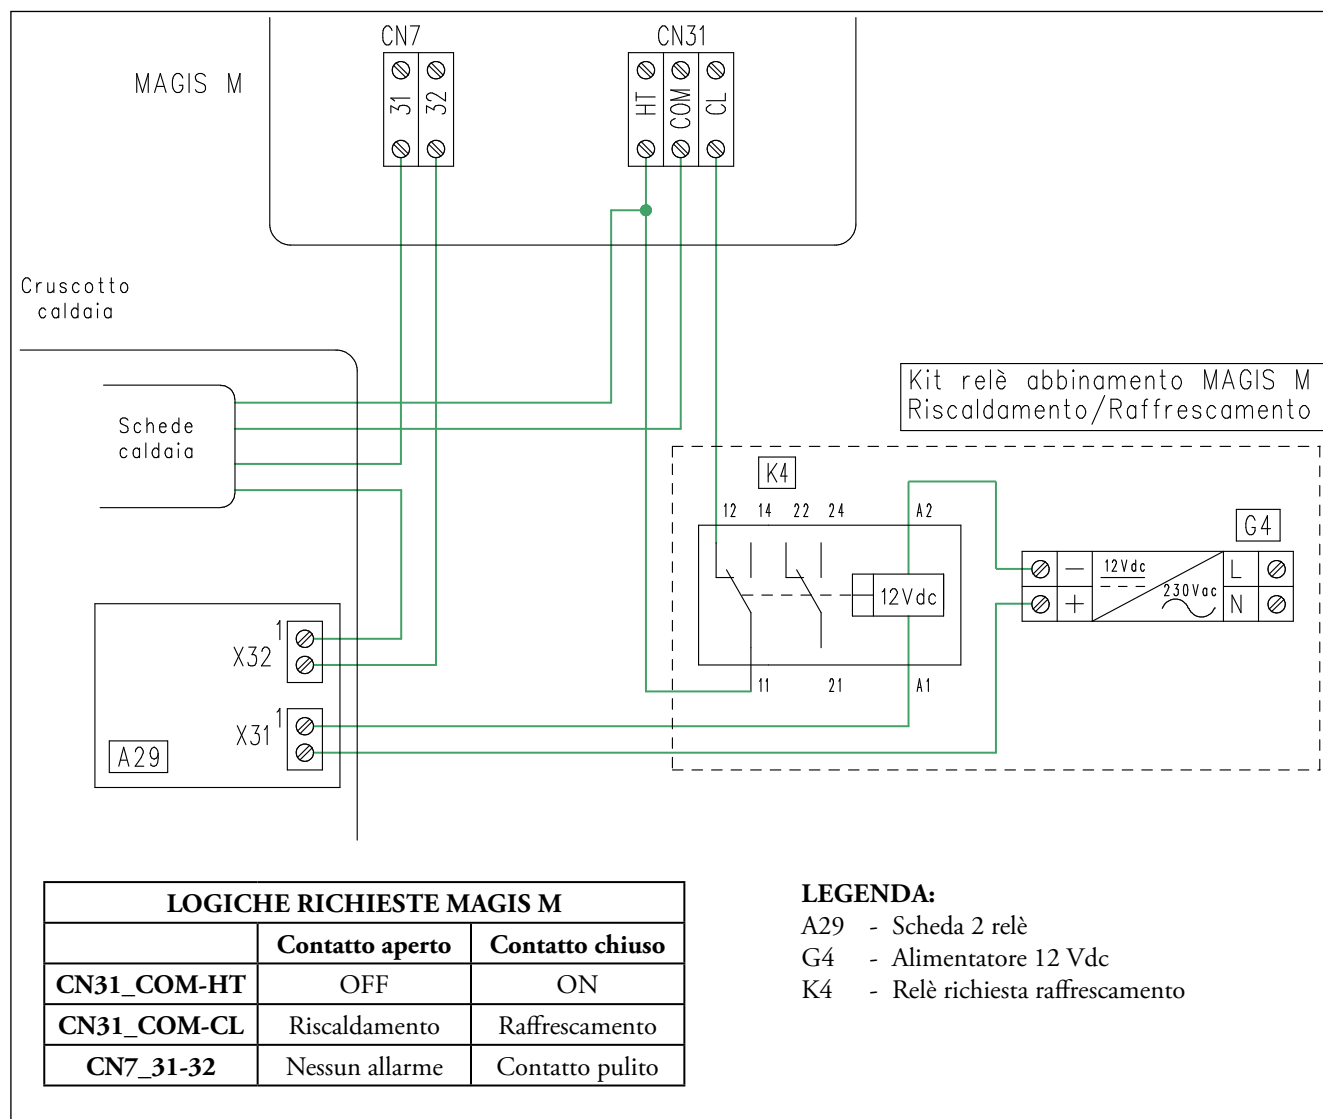 CN7 CN31
MAGIS M
31 32 HT COM CL
Cruscotto
caldaia
Schede
caldaia
Kit relè abbinamento MAGIS M
Riscaldamento/Raffrescamento
K4
12 14 22 24 A2
G4
12Vdc
230Vac
L
N
−
+
12Vdc
11 21 A1
1
X32
1
X31
A29
LOGICHE RICHIESTE MAGIS M
Contatto aperto Contatto chiuso
CN31_COM-HT OFF ON
CN31_COM-CL Riscaldamento Raffrescamento
CN7_31-32 Nessun allarme Contatto pulito
LEGENDA:
A29 - Scheda 2 relè
G4 - Alimentatore 12 Vdc
K4 - Relè richiesta raffrescamento